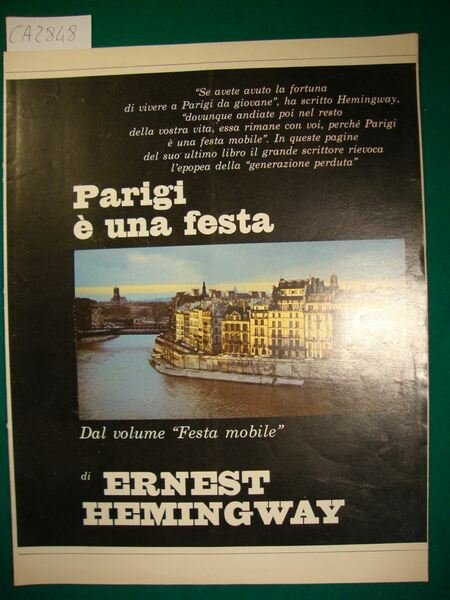 CA2848
"Se avete avuto la fortuna
di vivere a Parigi da giovane", ha scritto Hemingway,
"dovunque andiate poi nel resto
della vostra vita, essa rimane con voi, perché Parigi
è una festa mobile". In queste pagine
del suo ultimo libro il grande scrittore rievoca
l'epopea della "generazione perduta"
Parigi
è una festa
Dal volume "Festa mobile"
di ERNEST
HEMINGWAY